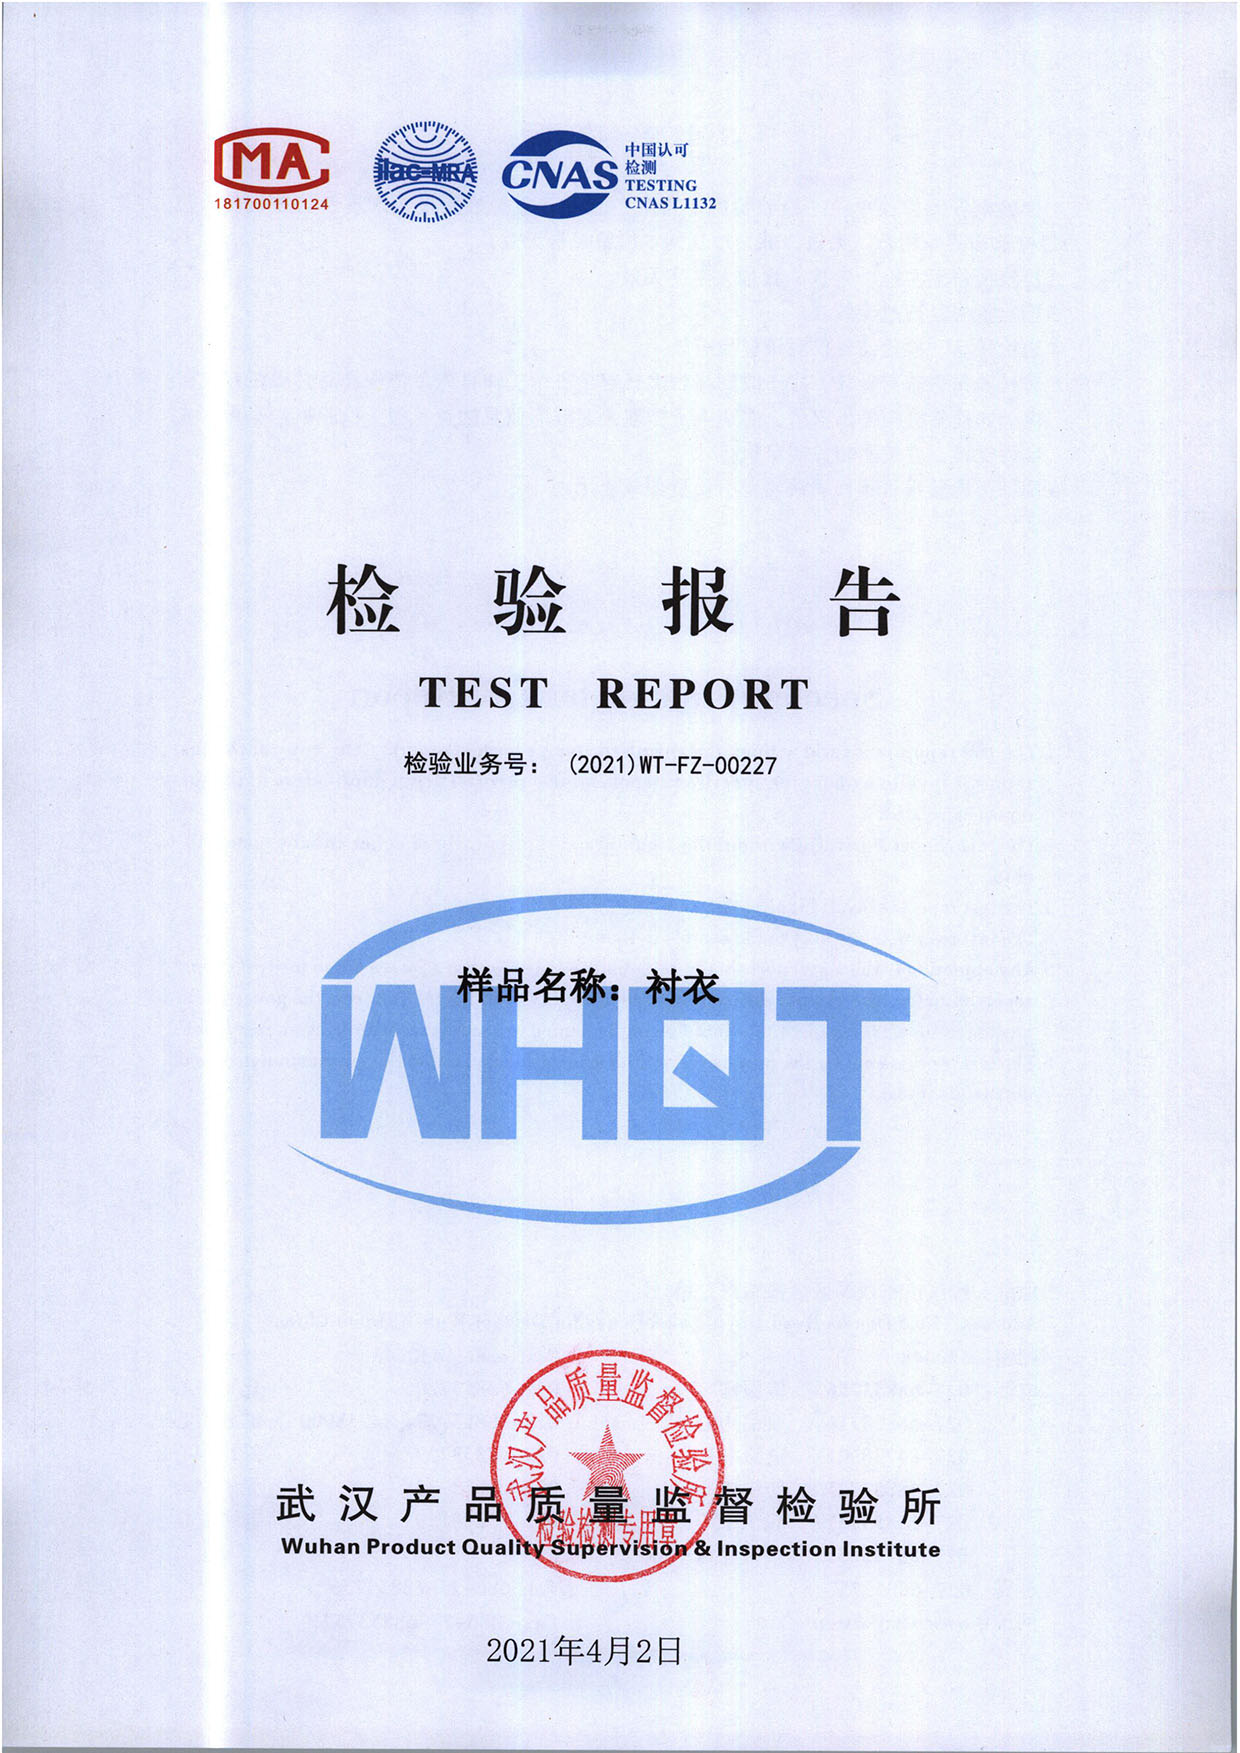 MA
181700110124
ilac-MRA
CNAS
中国认可
检测
TESTING
CNAS L1132
检验报告
TEST REPORT
检验业务号： (2021)WT-FZ-00227
样品名称：衬衣
WHQT
武汉产品质量监督检验所
检验检测专用章
武汉产品质量监督检验所
Wuhan Product Quality Supervision & Inspection Institute
2021年4月2日